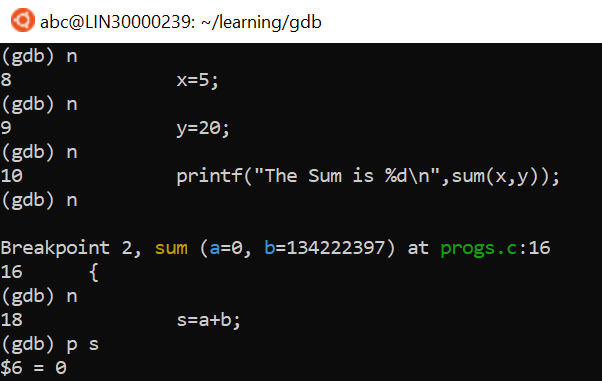 abc@LIN30000239: ~/learning/gdb
(gdb) n
8               x=5;
(gdb) n
9               y=20;
(gdb) n
10              printf("The Sum is %d\n",sum(x,y));
(gdb) n

Breakpoint 2, sum (a=0, b=134222397) at progs.c:16
16      {
(gdb) n
18              s=a+b;
(gdb) p s
$6 = 0